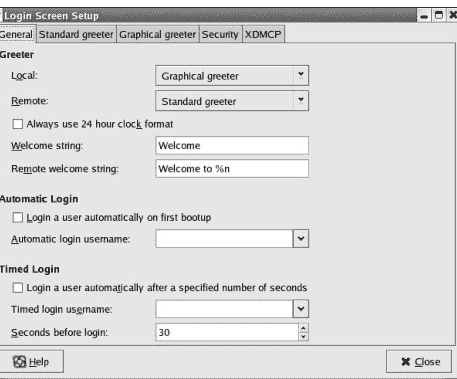 Login Screen Setup
General Standard greeter Graphical greeter Security XDMCP
Greeter
Local: Graphical greeter
Remote: Standard greeter
Always use 24 hour clock format
Welcome string: Welcome
Remote welcome string: Welcome to %n
Automatic Login
Login a user automatically on first bootup
Automatic login username:
Timed Login
Login a user automatically after a specified number of seconds
Timed login username:
Seconds before login: 30
Help Close